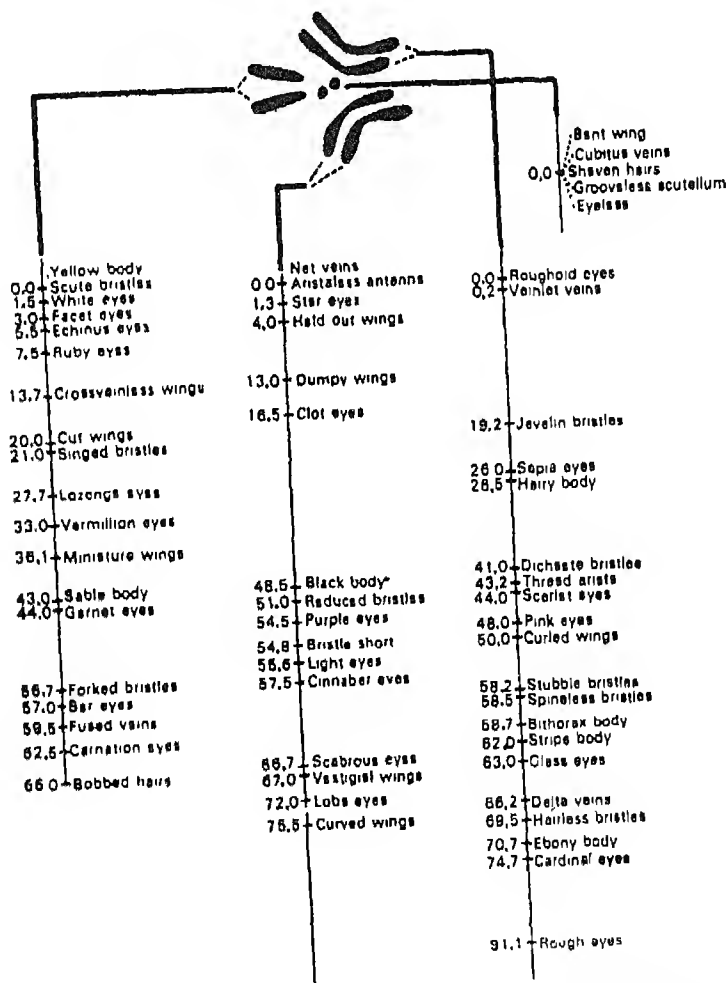 Bent wing
Cubitus veins
0,0 Shaven hairs
Grooveless scutellum
Eyeless
Yellow body
0.0 Scute bristles
1.5 White eyes
3.0 Facet eyes
5.5 Echinus eyes
7.5 Ruby eyes
13.7 Crossveinless wings
20.0 Cut wings
21.0 Singed bristles
27.7 Lozenge eyes
33.0 Vermillion eyes
36.1 Miniature wings
43.0 Sable body
44.0 Garnet eyes
56.7 Forked bristles
57.0 Bar eyes
59.5 Fused veins
62.5 Carnation eyes
66.0 Bobbed hairs
Net veins
0.0 Aristaless antenna
1,3 Star eyes
4,0 Held out wings
13,0 Dumpy wings
16,5 Clot eyes
48.5 Black body
51.0 Reduced bristles
54.5 Purple eyes
54.8 Bristle short
55.6 Light eyes
57.5 Cinnaber eyes
66,7 Scabrous eyes
67,0 Vestigial wings
72.0 Lobe eyes
75.5 Curved wings
0.0 Roughoid eyes
0,2 Veinlet veins
19,2 Javelin bristles
26.0 Sepia eyes
26,5 Hairy body
41,0 Dichaete bristles
43,2 Thread arista
44.0 Scarlet eyes
48.0 Pink eyes
50.0 Curled wings
58.2 Stubble bristles
58.5 Spineless bristles
58.7 Bithorax body
62.0 Stripe body
63,0 Glass eyes
66,2 Delta veins
69,5 Hairless bristles
70.7 Ebony body
74,7 Cardinal eyes
91,1 Rough eyes